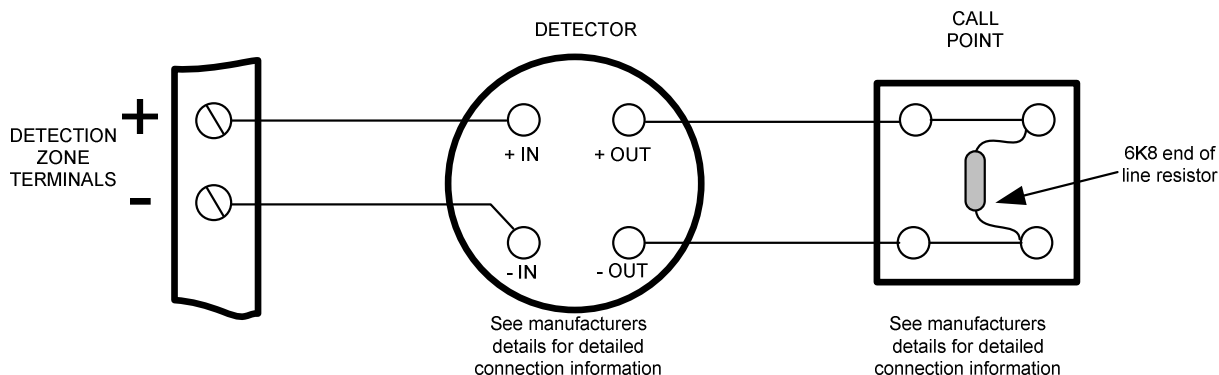 DETECTOR
CALL
POINT
+
DETECTION
ZONE
TERMINALS
-
+ IN
+ OUT
- IN
- OUT
6K8 end of
line resistor
See manufacturers
details for detailed
connection information
See manufacturers
details for detailed
connection information